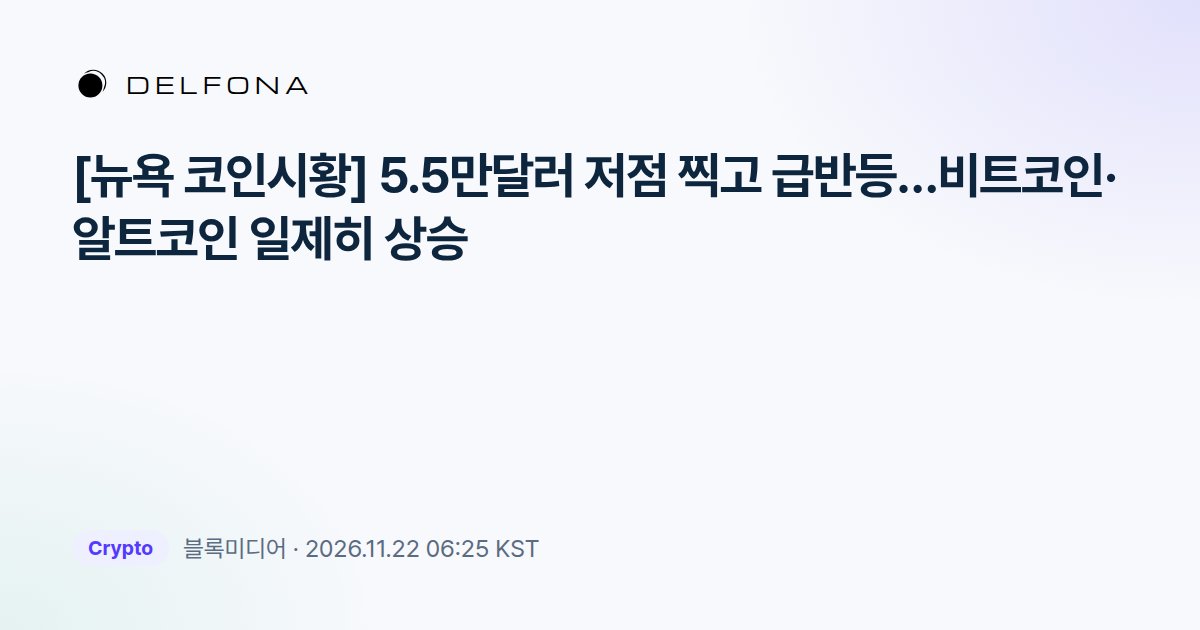 DELFONA
[뉴욕 코인시황] 5.5만달러 저점 찍고 급반등...비트코인·
알트코인 일제히 상승
Crypto 블록미디어 · 2026.11.22 06:25 KST